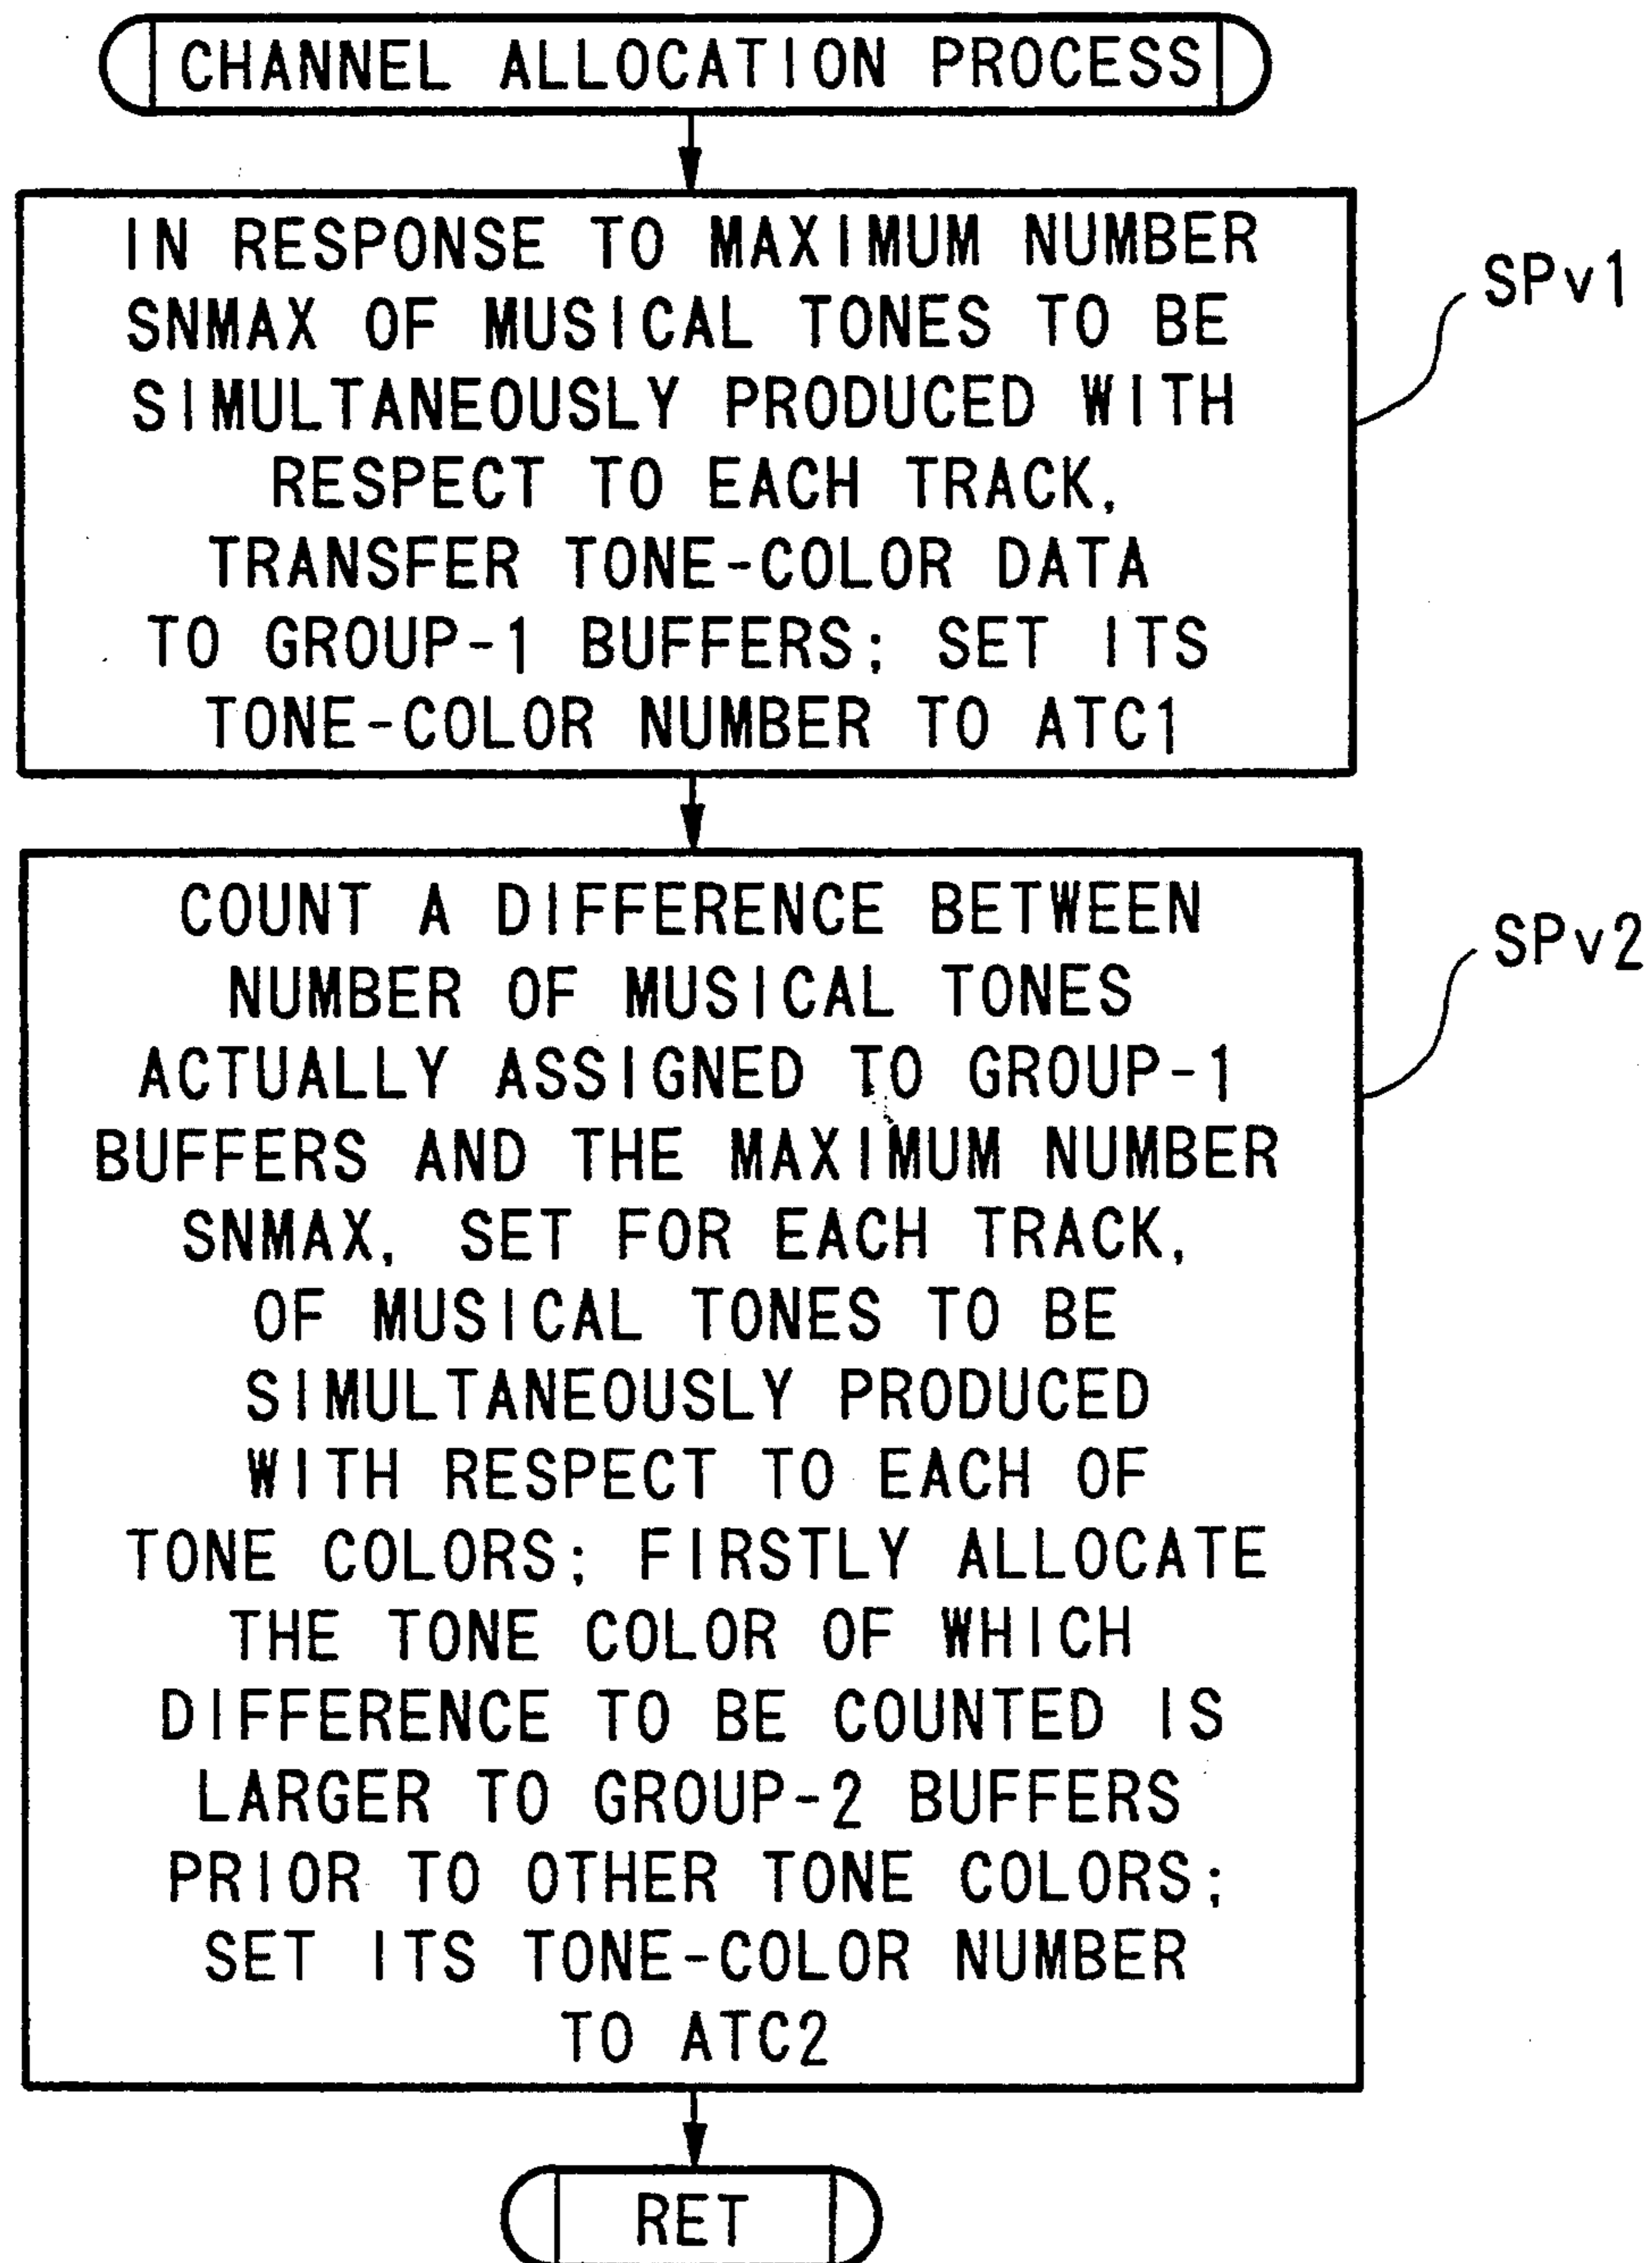 CHANNEL ALLOCATION PROCESS
IN RESPONSE TO MAXIMUM NUMBER
SNMAX OF MUSICAL TONES TO BE
SIMULTANEOUSLY PRODUCED WITH
RESPECT TO EACH TRACK,
TRANSFER TONE-COLOR DATA
TO GROUP-1 BUFFERS; SET ITS
TONE-COLOR NUMBER TO ATC1
SPv1
COUNT A DIFFERENCE BETWEEN
NUMBER OF MUSICAL TONES
ACTUALLY ASSIGNED TO GROUP-1
BUFFERS AND THE MAXIMUM NUMBER
SNMAX, SET FOR EACH TRACK,
OF MUSICAL TONES TO BE
SIMULTANEOUSLY PRODUCED
WITH RESPECT TO EACH OF
TONE COLORS; FIRSTLY ALLOCATE
THE TONE COLOR OF WHICH
DIFFERENCE TO BE COUNTED IS
LARGER TO GROUP-2 BUFFERS
PRIOR TO OTHER TONE COLORS;
SET ITS TONE-COLOR NUMBER
TO ATC2
SPv2
RET